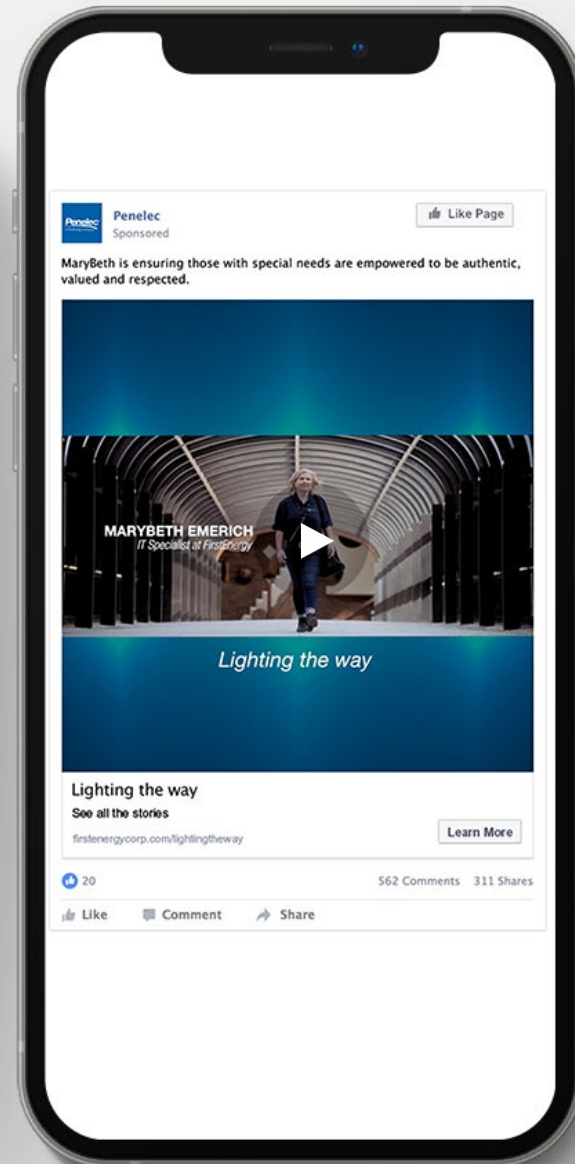 Penelec
Penelec
Sponsored
Like Page
MaryBeth is ensuring those with special needs are empowered to be authentic,
valued and respected.
MARYBETH EMERICH
IT Specialist at FirstEnergy
Lighting the way
Lighting the way
See all the stories
firstenergycorp.com/lightingtheway
Learn More
20
562 Comments 311 Shares
Like Comment Share